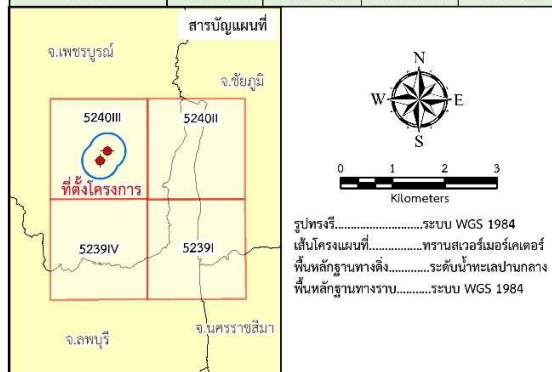 สารบัญแผนที่
จ.เพชรบูรณ์
จ.ชัยภูมิ
5240III
5240II
ที่ตั้งโครงการ
5239IV
5239I
จ.ลพบุรี
จ.นครราชสีมา
N
W E
S
0 1 2 3
Kilometers
รูปทรงรี............................ระบบ WGS 1984
เส้นโครงแผนที่..................ทรานสเวอร์เมอร์เคเตอร์
พื้นหลักฐานทางดิ่ง............ระดับน้ำทะเลปานกลาง
พื้นหลักฐานทางราบ...........ระบบ WGS 1984